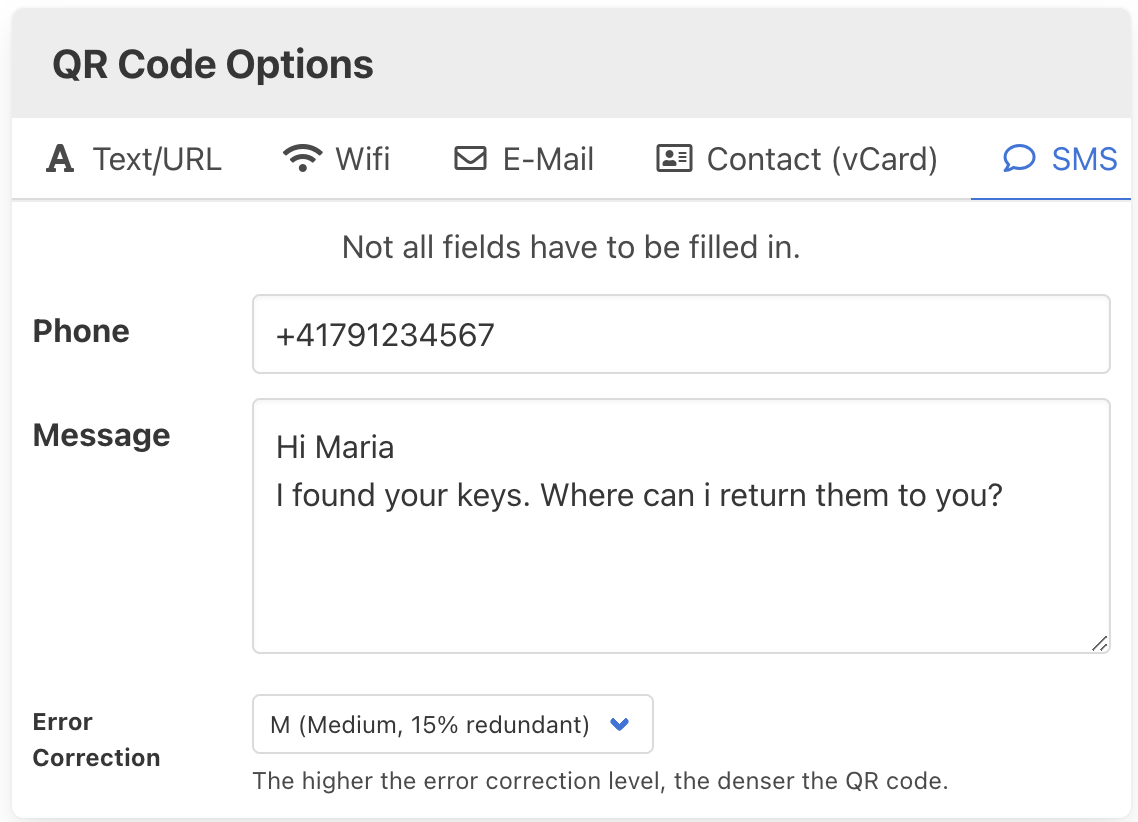 QR Code Options
Text/URL Wifi E-Mail Contact (vCard) SMS
Not all fields have to be filled in.
Phone +41791234567
Message
Hi Maria
I found your keys. Where can i return them to you?
Error
Correction
M (Medium, 15% redundant)
The higher the error correction level, the denser the QR code.